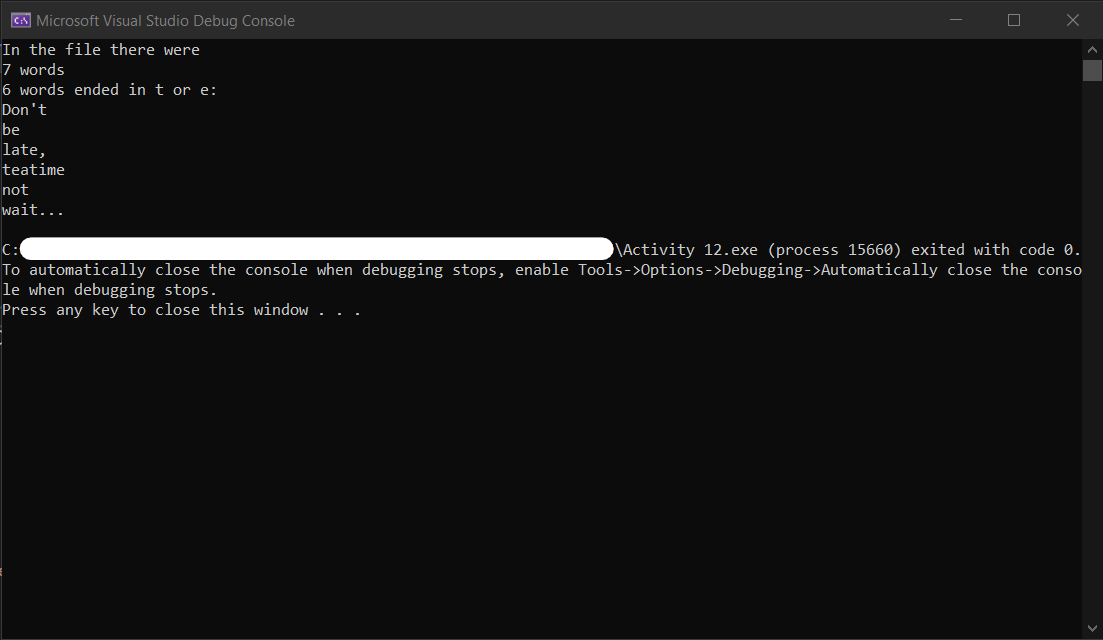 Microsoft Visual Studio Debug Console
In the file there were
7 words
6 words ended in t or e:
Don't
be
late,
teatime
not
wait...
C:\Activity 12.exe (process 15660) exited with code 0.
To automatically close the console when debugging stops, enable Tools->Options->Debugging->Automatically close the conso
le when debugging stops.
Press any key to close this window . . .